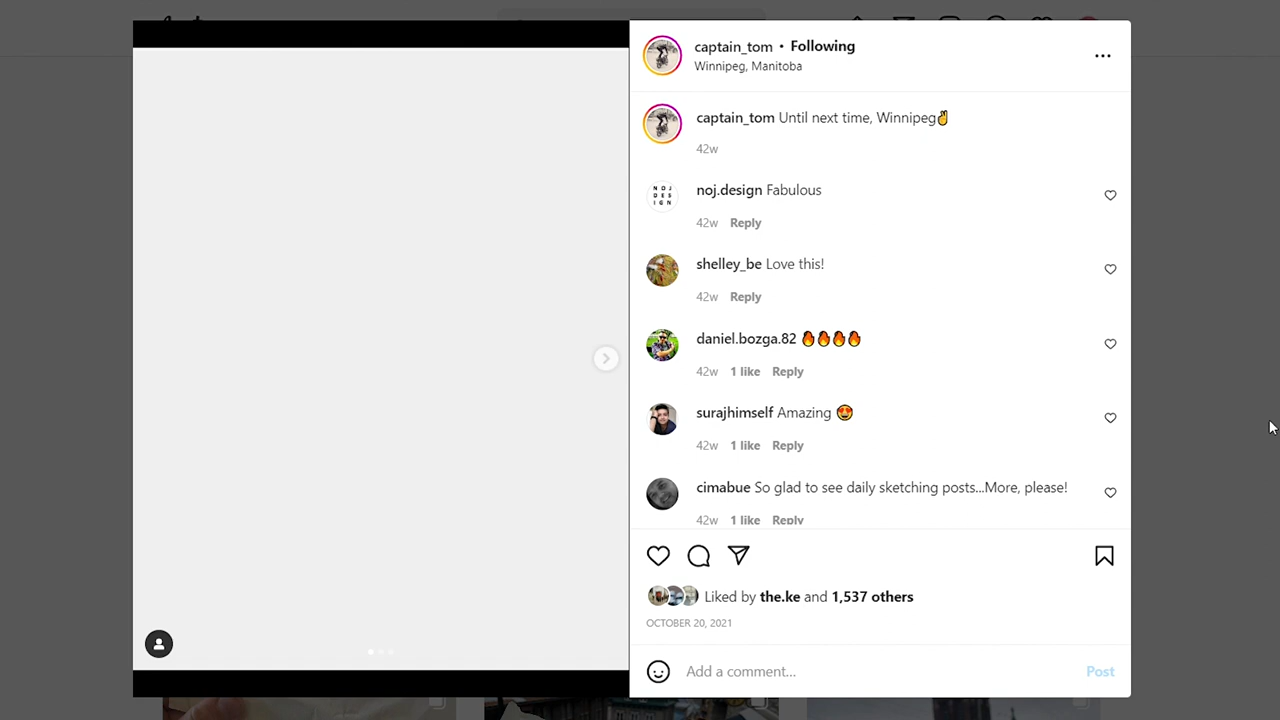 captain_tom • Following
Winnipeg, Manitoba
captain_tom Until next time, Winnipeg✌️
42w
NOJ
DES
IGN
noj.design Fabulous
42w Reply
shelley_be Love this!
42w Reply
daniel.bozga.82 🔥🔥🔥🔥
42w 1 like Reply
surajhimself Amazing 😍
42w 1 like Reply
cimabue So glad to see daily sketching posts...More, please!
42w 1 like Reply
Liked by the.ke and 1,537 others
OCTOBER 20, 2021
Add a comment...
Post